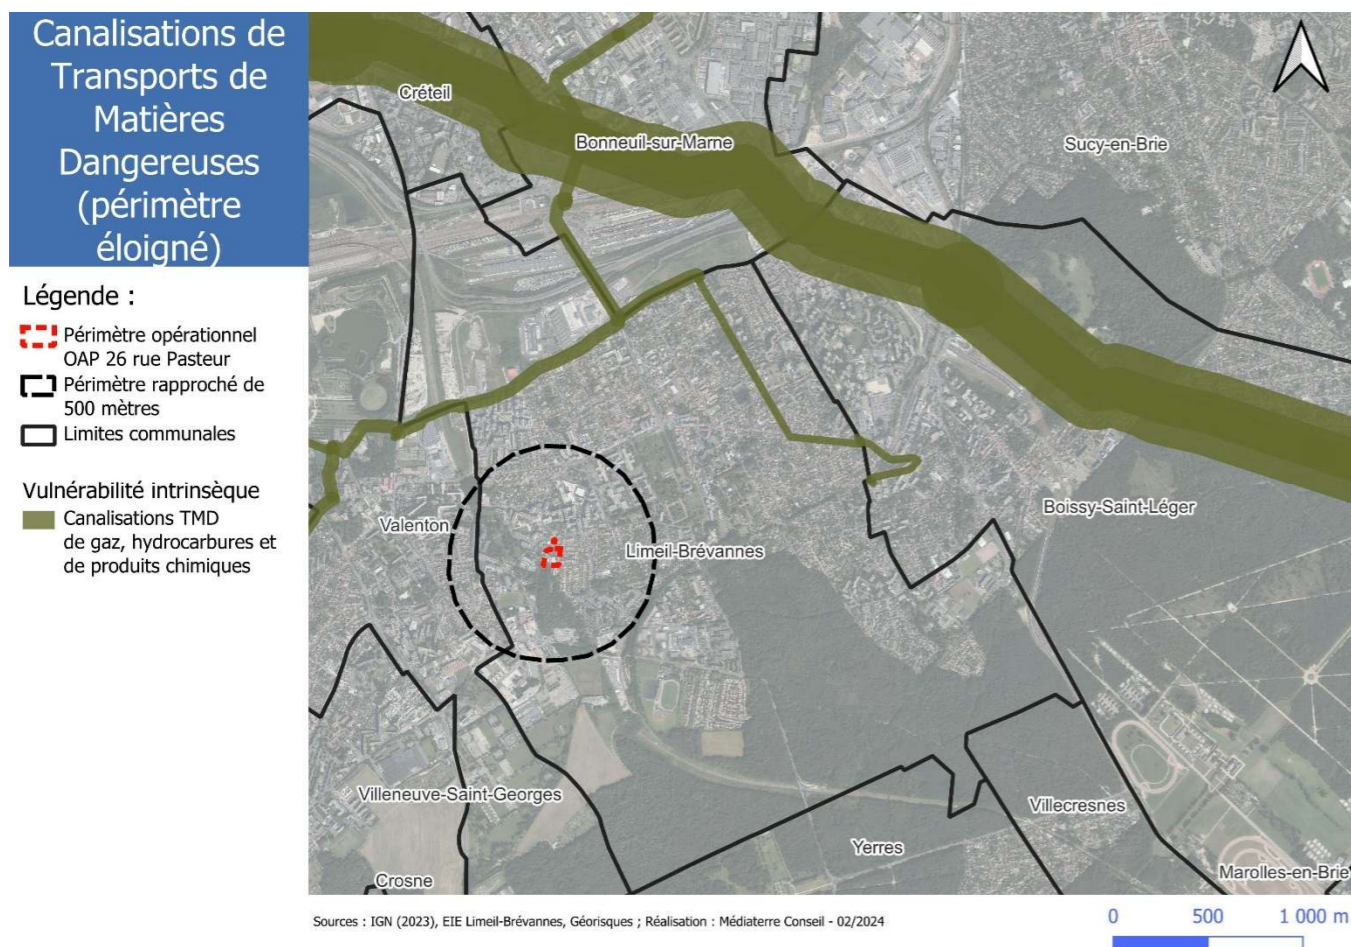 Canalisations de
Transports de
Matières
Dangereuses
(périmètre
éloigné)
Légende :
Périmètre opérationnel
OAP 26 rue Pasteur
Périmètre rapproché de
500 mètres
Limites communales
Vulnérabilité intrinsèque
Canalisations TMD
de gaz, hydrocarbures et
de produits chimiques
Créteil
Bonneuil-sur-Marne
Sucy-en-Brie
Valenton
Limeil-Brévannes
Boissy-Saint-Léger
Villeneuve-Saint-Georges
Villecresnes
Yerres
Marolles-en-Brie
Crosne
Sources : IGN (2023), EIE Limeil-Brévannes, Géorisques ; Réalisation : Médiaterre Conseil - 02/2024
0 500 1 000 m